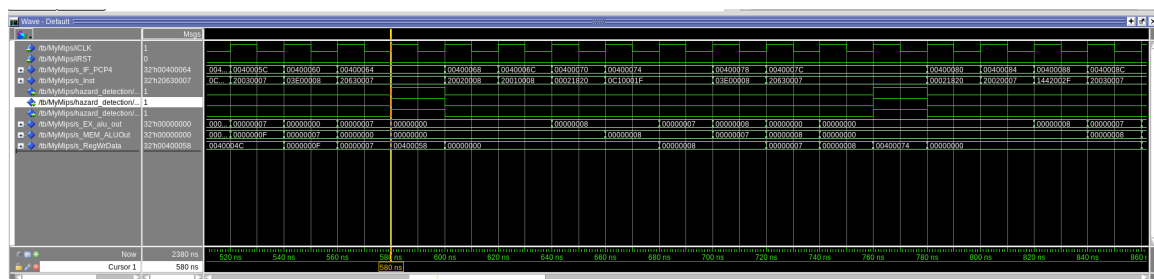 Wave - Default
Msgs
/tb/MyMips/iCLK 1
/tb/MyMips/iRST 0
/tb/MyMips/s_IF_PCP4 32'h00400064 004... 0040005C 00400060 00400064 00400068 0040006C 00400070 00400074 00400078 0040007C 00400080 00400084 00400088 0040008C
/tb/MyMips/s_Inst 32'h20630007 0C... 20030007 03E00008 20630007 20020008 20010008 00021820 0C10001F 03E00008 20630007 00021820 20020007 1442002F 20030007
/tb/MyMips/hazard_detection/... 1
/tb/MyMips/hazard_detection/... 1
/tb/MyMips/hazard_detection/... 1
/tb/MyMips/s_EX_alu_out 32'h00000000 000... 00000007 00000000 00000007 00000000 00000008 00000007 00000008 00000000 00000000 00000008 00000007
/tb/MyMips/s_MEM_ALUOut 32'h00000000 000... 0000000F 00000007 00000000 00000000 00000008 00000007 00000008 00000000 00000008
/tb/MyMips/s_RegWrData 32'h00400058 0040004C 0000000F 00000007 00400058 00000000 00000008 00000007 00000008 00400074 00000000
Now 2380 ns 520 ns 540 ns 560 ns 580 ns 600 ns 620 ns 640 ns 660 ns 680 ns 700 ns 720 ns 740 ns 760 ns 780 ns 800 ns 820 ns 840 ns 860
Cursor 1 580 ns 580 ns